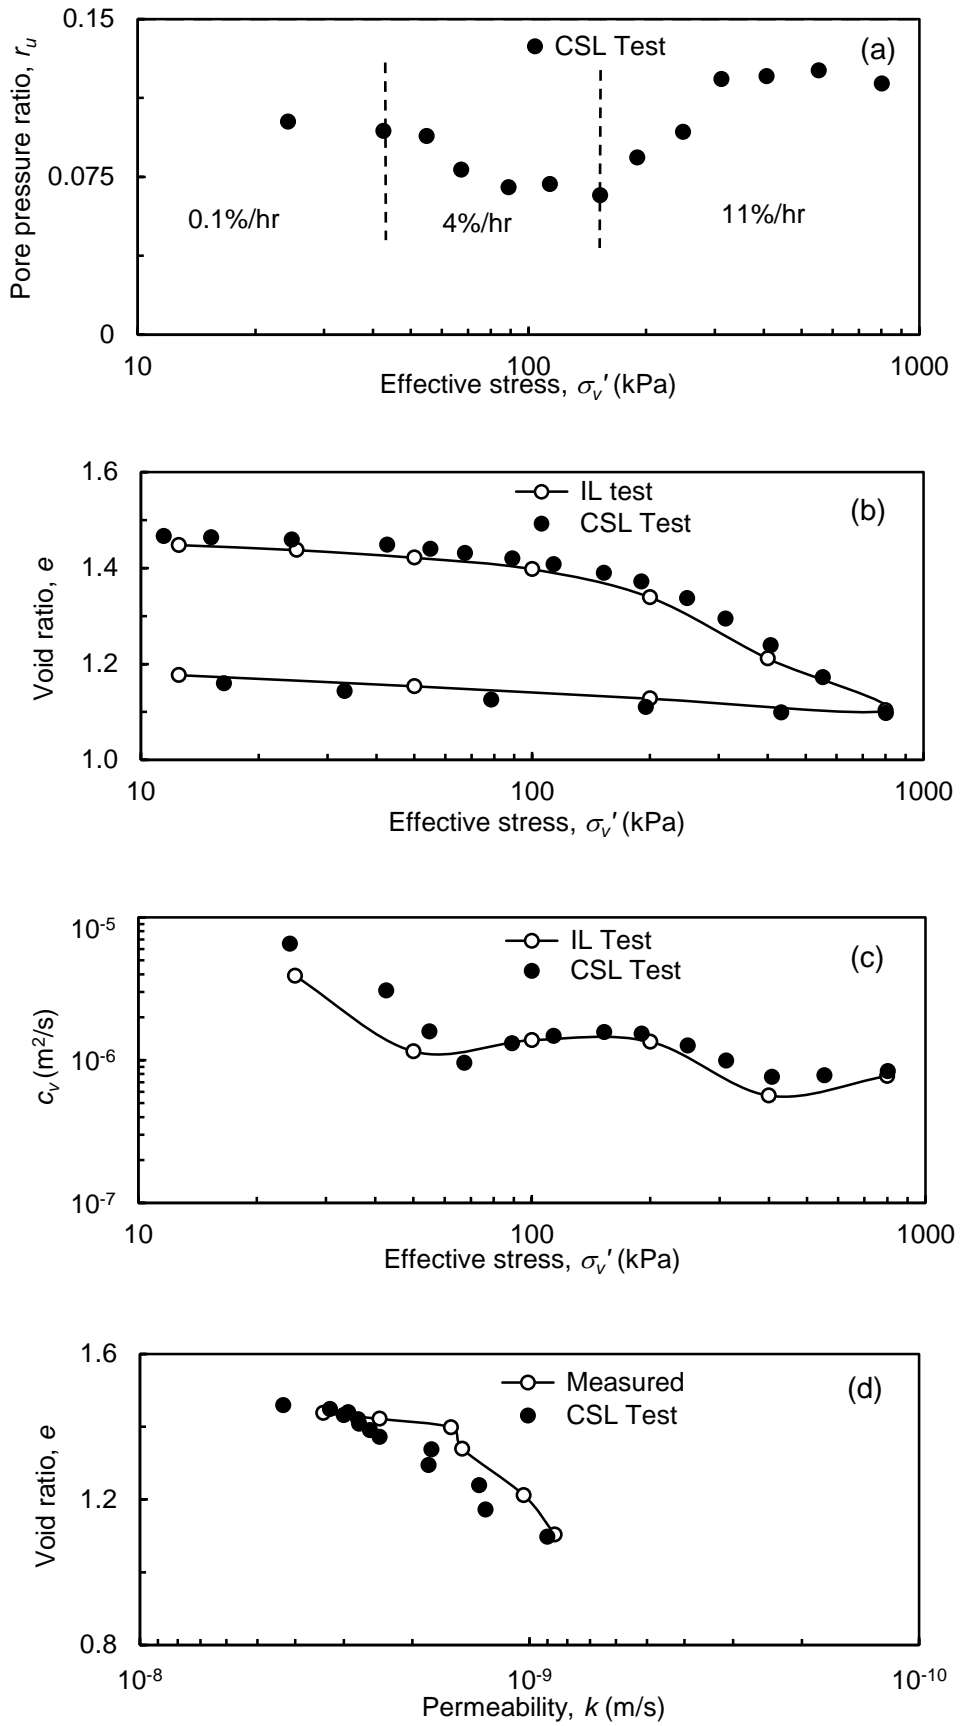 0.15
CSL Test
(a)
Pore pressure ratio, r_u
0.075
0.1%/hr
4%/hr
11%/hr
0
10
100
1000
Effective stress, σ_v′ (kPa)
1.6
IL test
CSL Test
(b)
Void ratio, e
1.4
1.2
1.0
10
100
1000
Effective stress, σ_v′ (kPa)
10⁻⁵
IL Test
CSL Test
(c)
c_v (m²/s)
10⁻⁶
10⁻⁷
10
100
1000
Effective stress, σ_v′ (kPa)
1.6
Measured
CSL Test
(d)
Void ratio, e
1.2
0.8
10⁻⁸
10⁻⁹
10⁻¹⁰
Permeability, k (m/s)